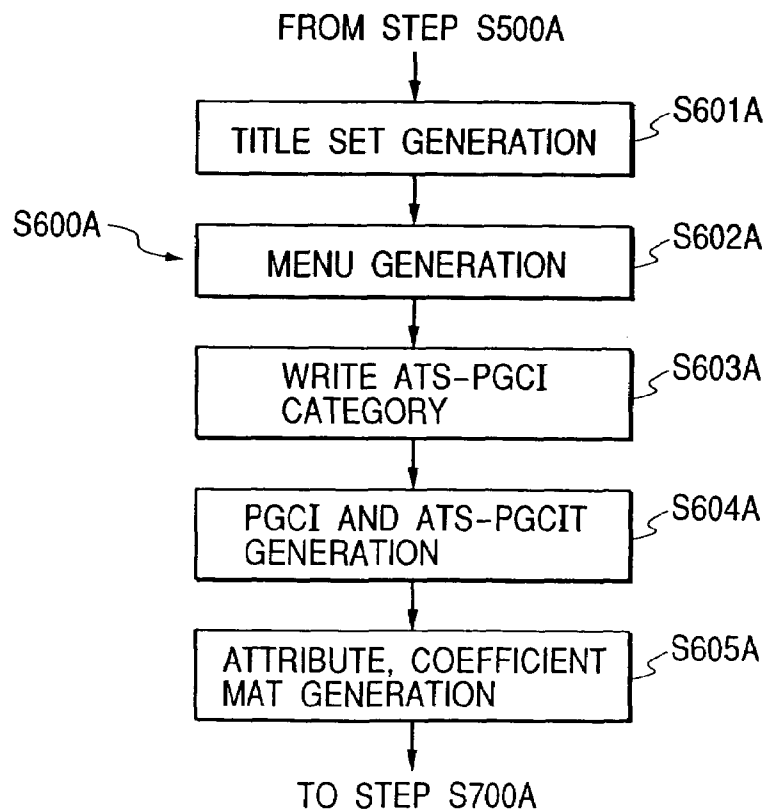 FROM STEP S500A
TITLE SET GENERATION
S601A
S600A
MENU GENERATION
S602A
WRITE ATS-PGCI
CATEGORY
S603A
PGCI AND ATS-PGCIT
GENERATION
S604A
ATTRIBUTE, COEFFICIENT
MAT GENERATION
S605A
TO STEP S700A